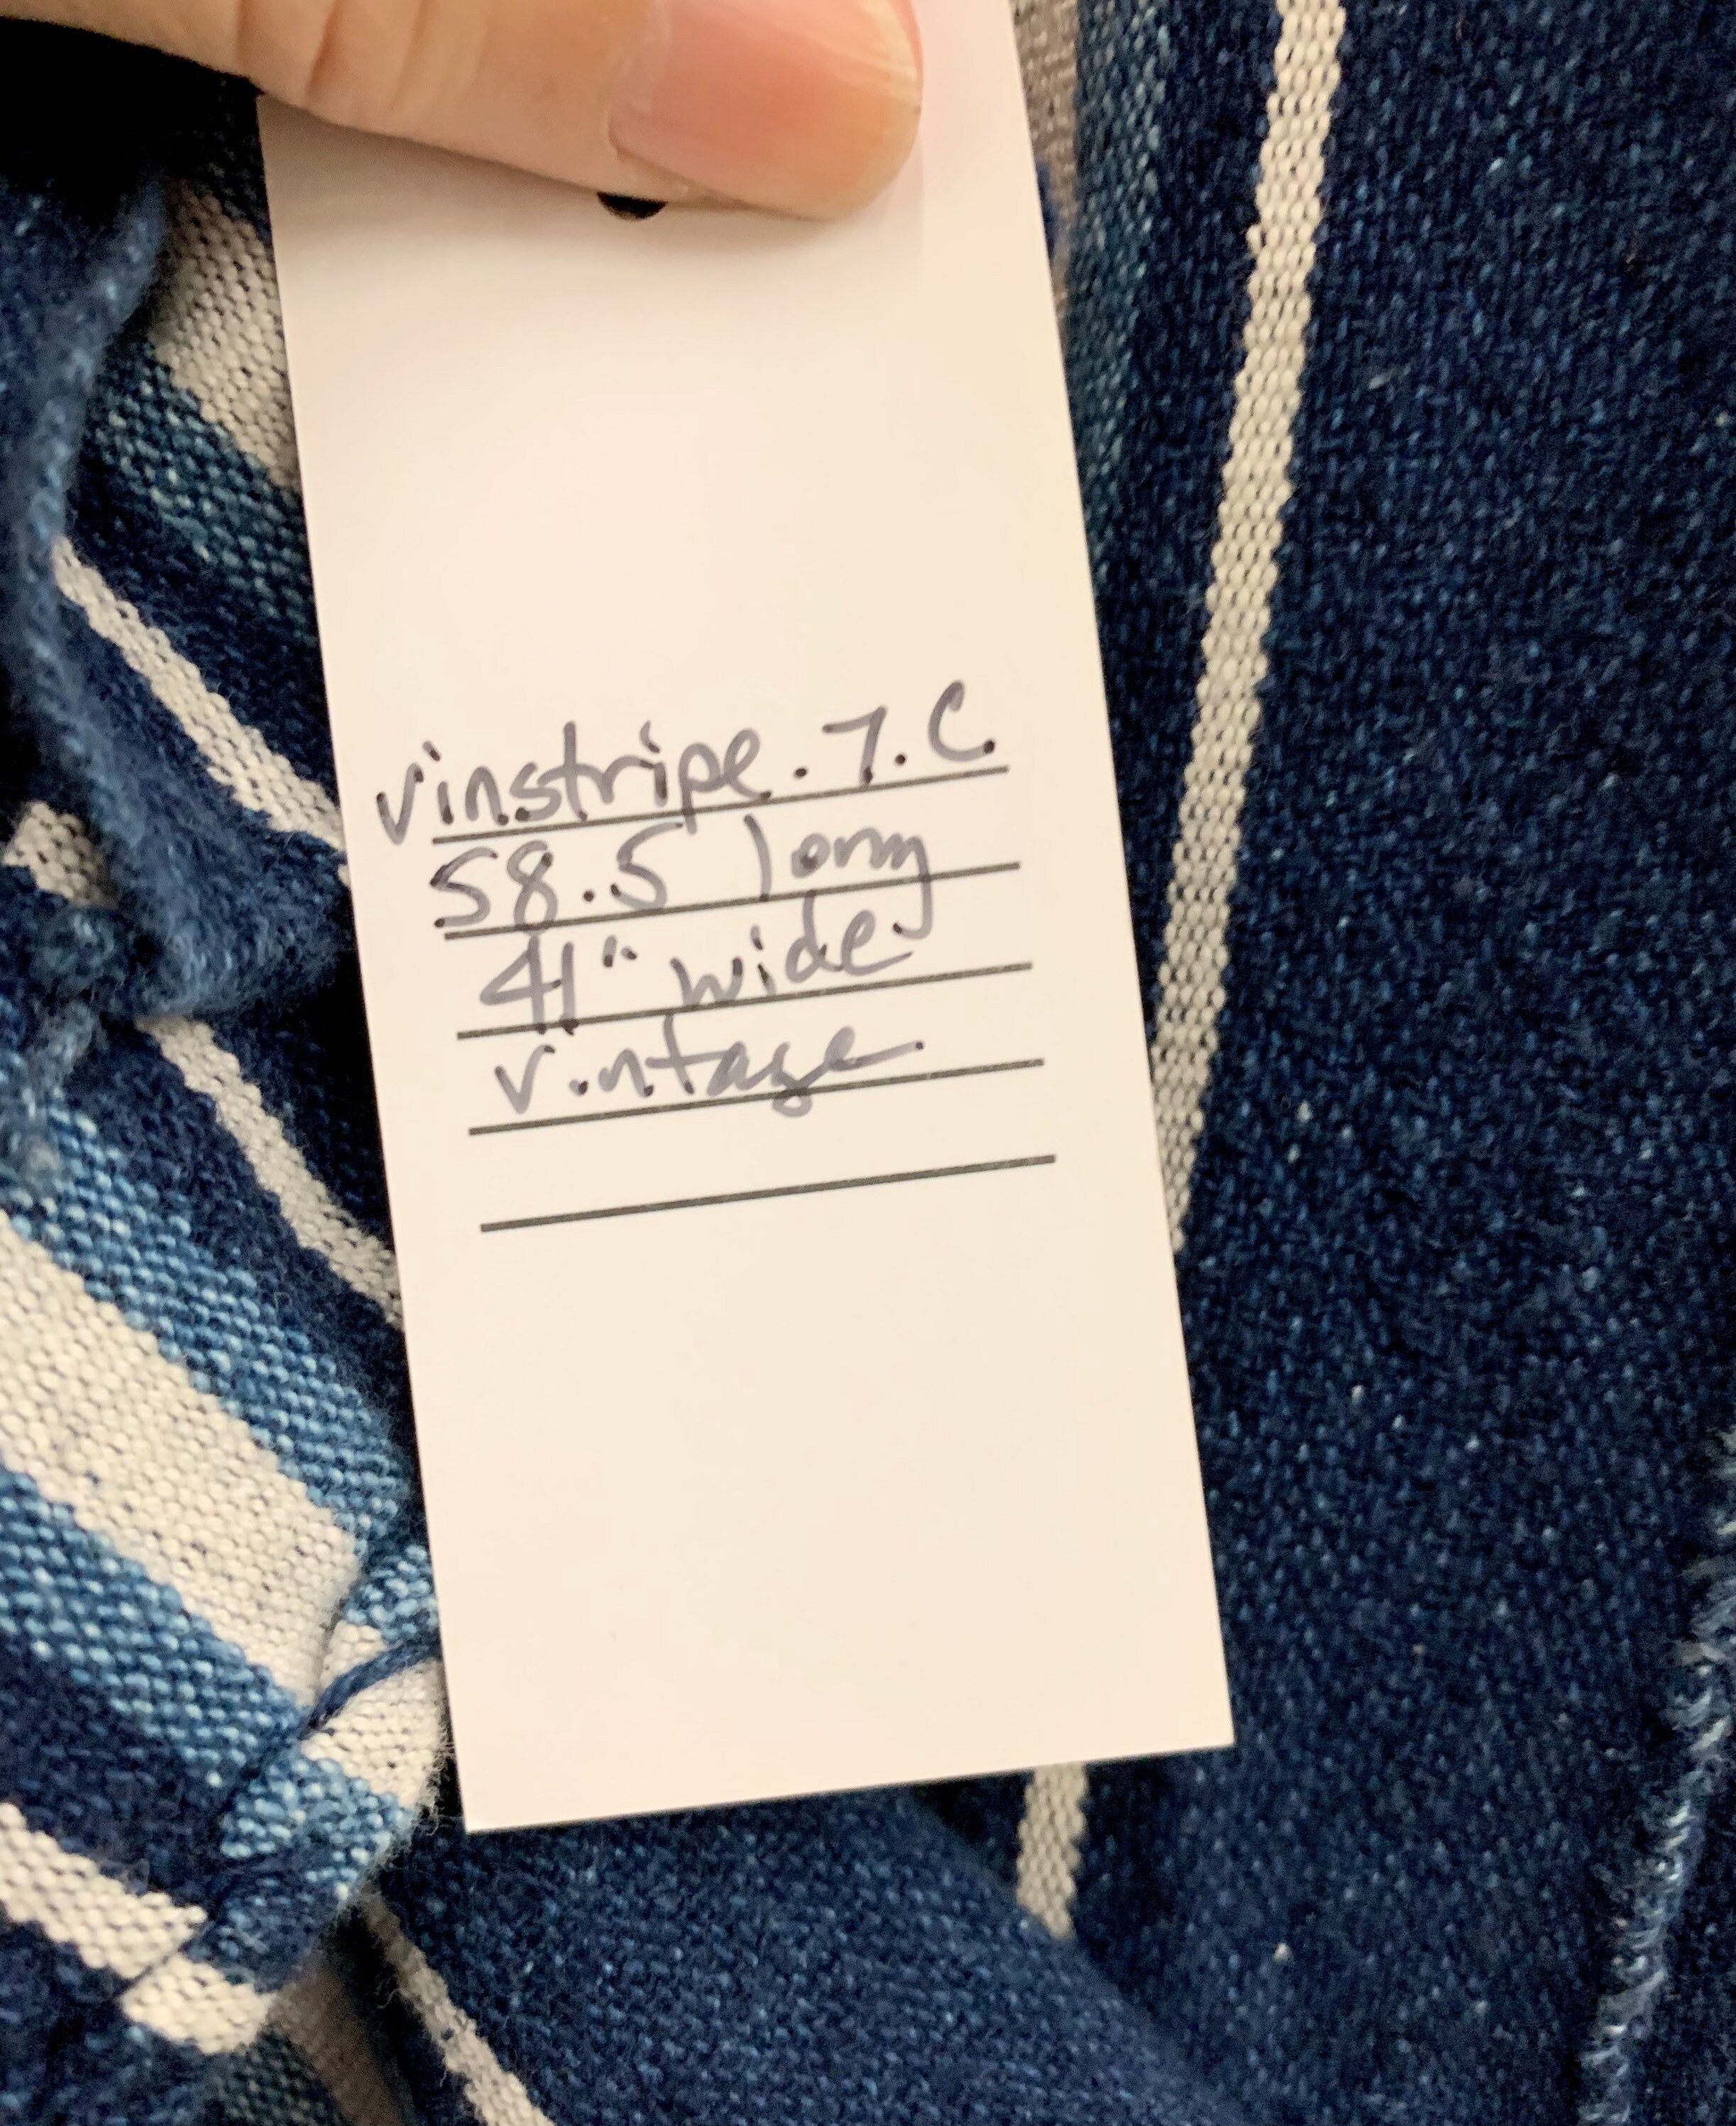 vinstripe.7.C
58.5 long
41" wide
vintage